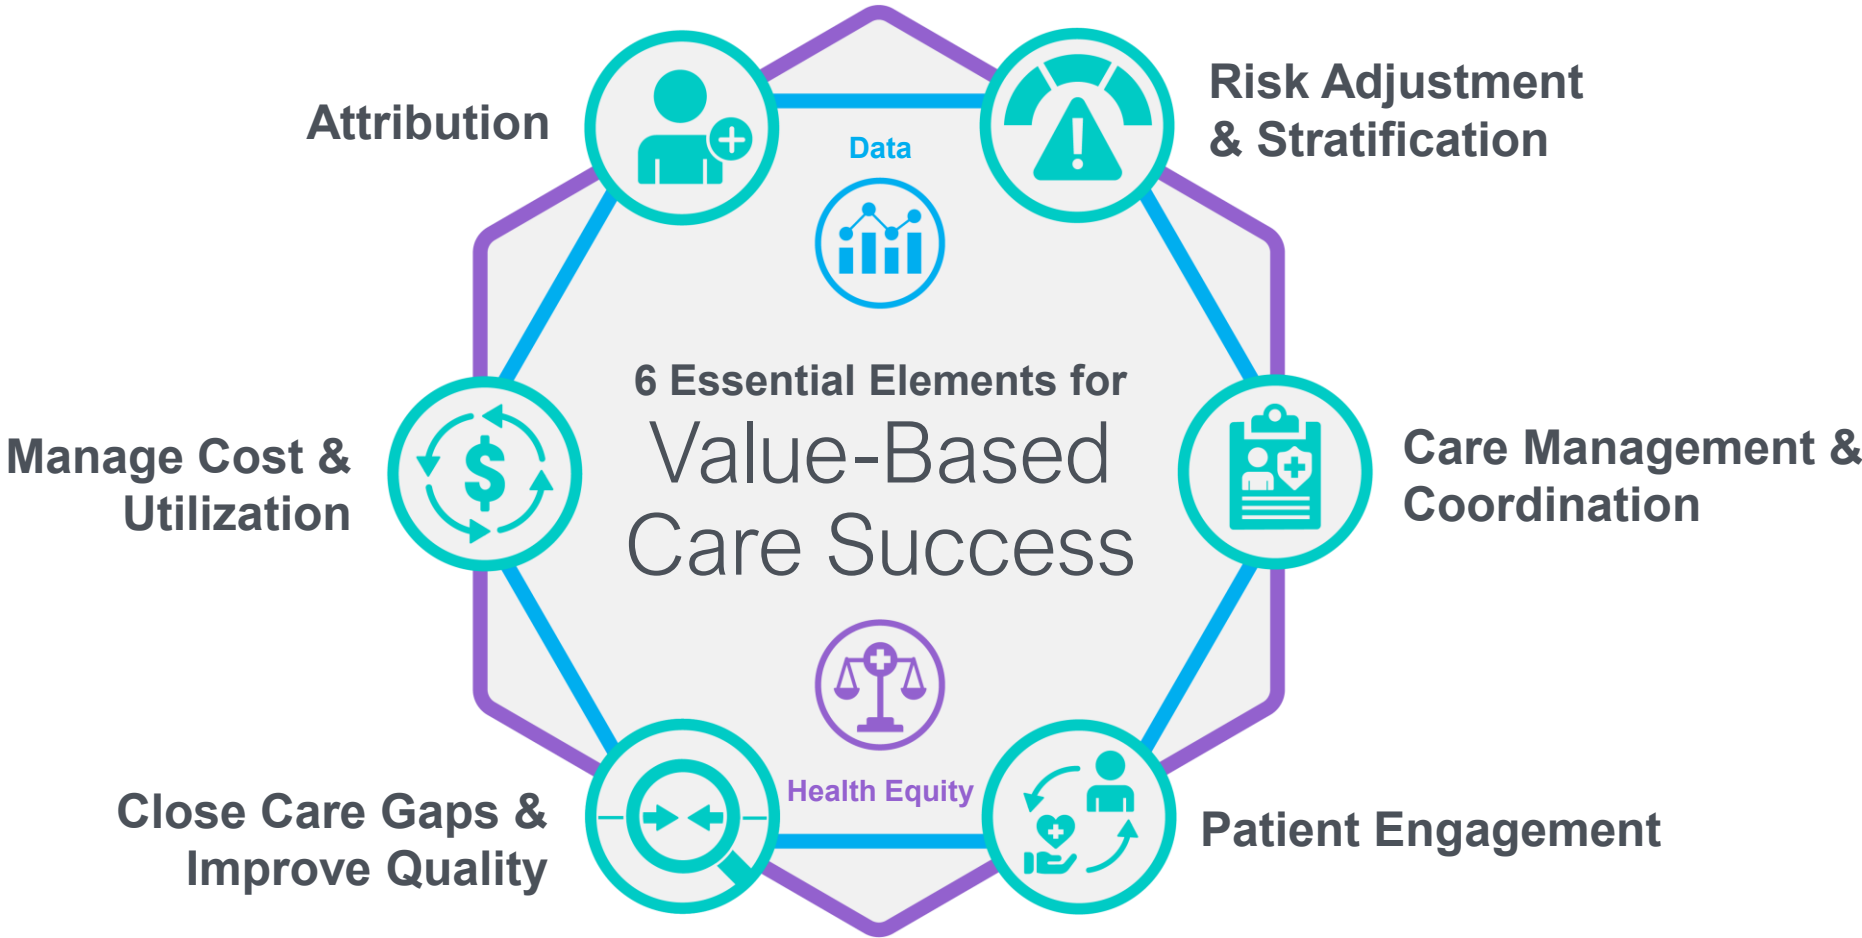 Attribution
Risk Adjustment
& Stratification
Data
6 Essential Elements for
Value-Based
Care Success
Manage Cost &
Utilization
Care Management &
Coordination
Health Equity
Close Care Gaps &
Improve Quality
Patient Engagement